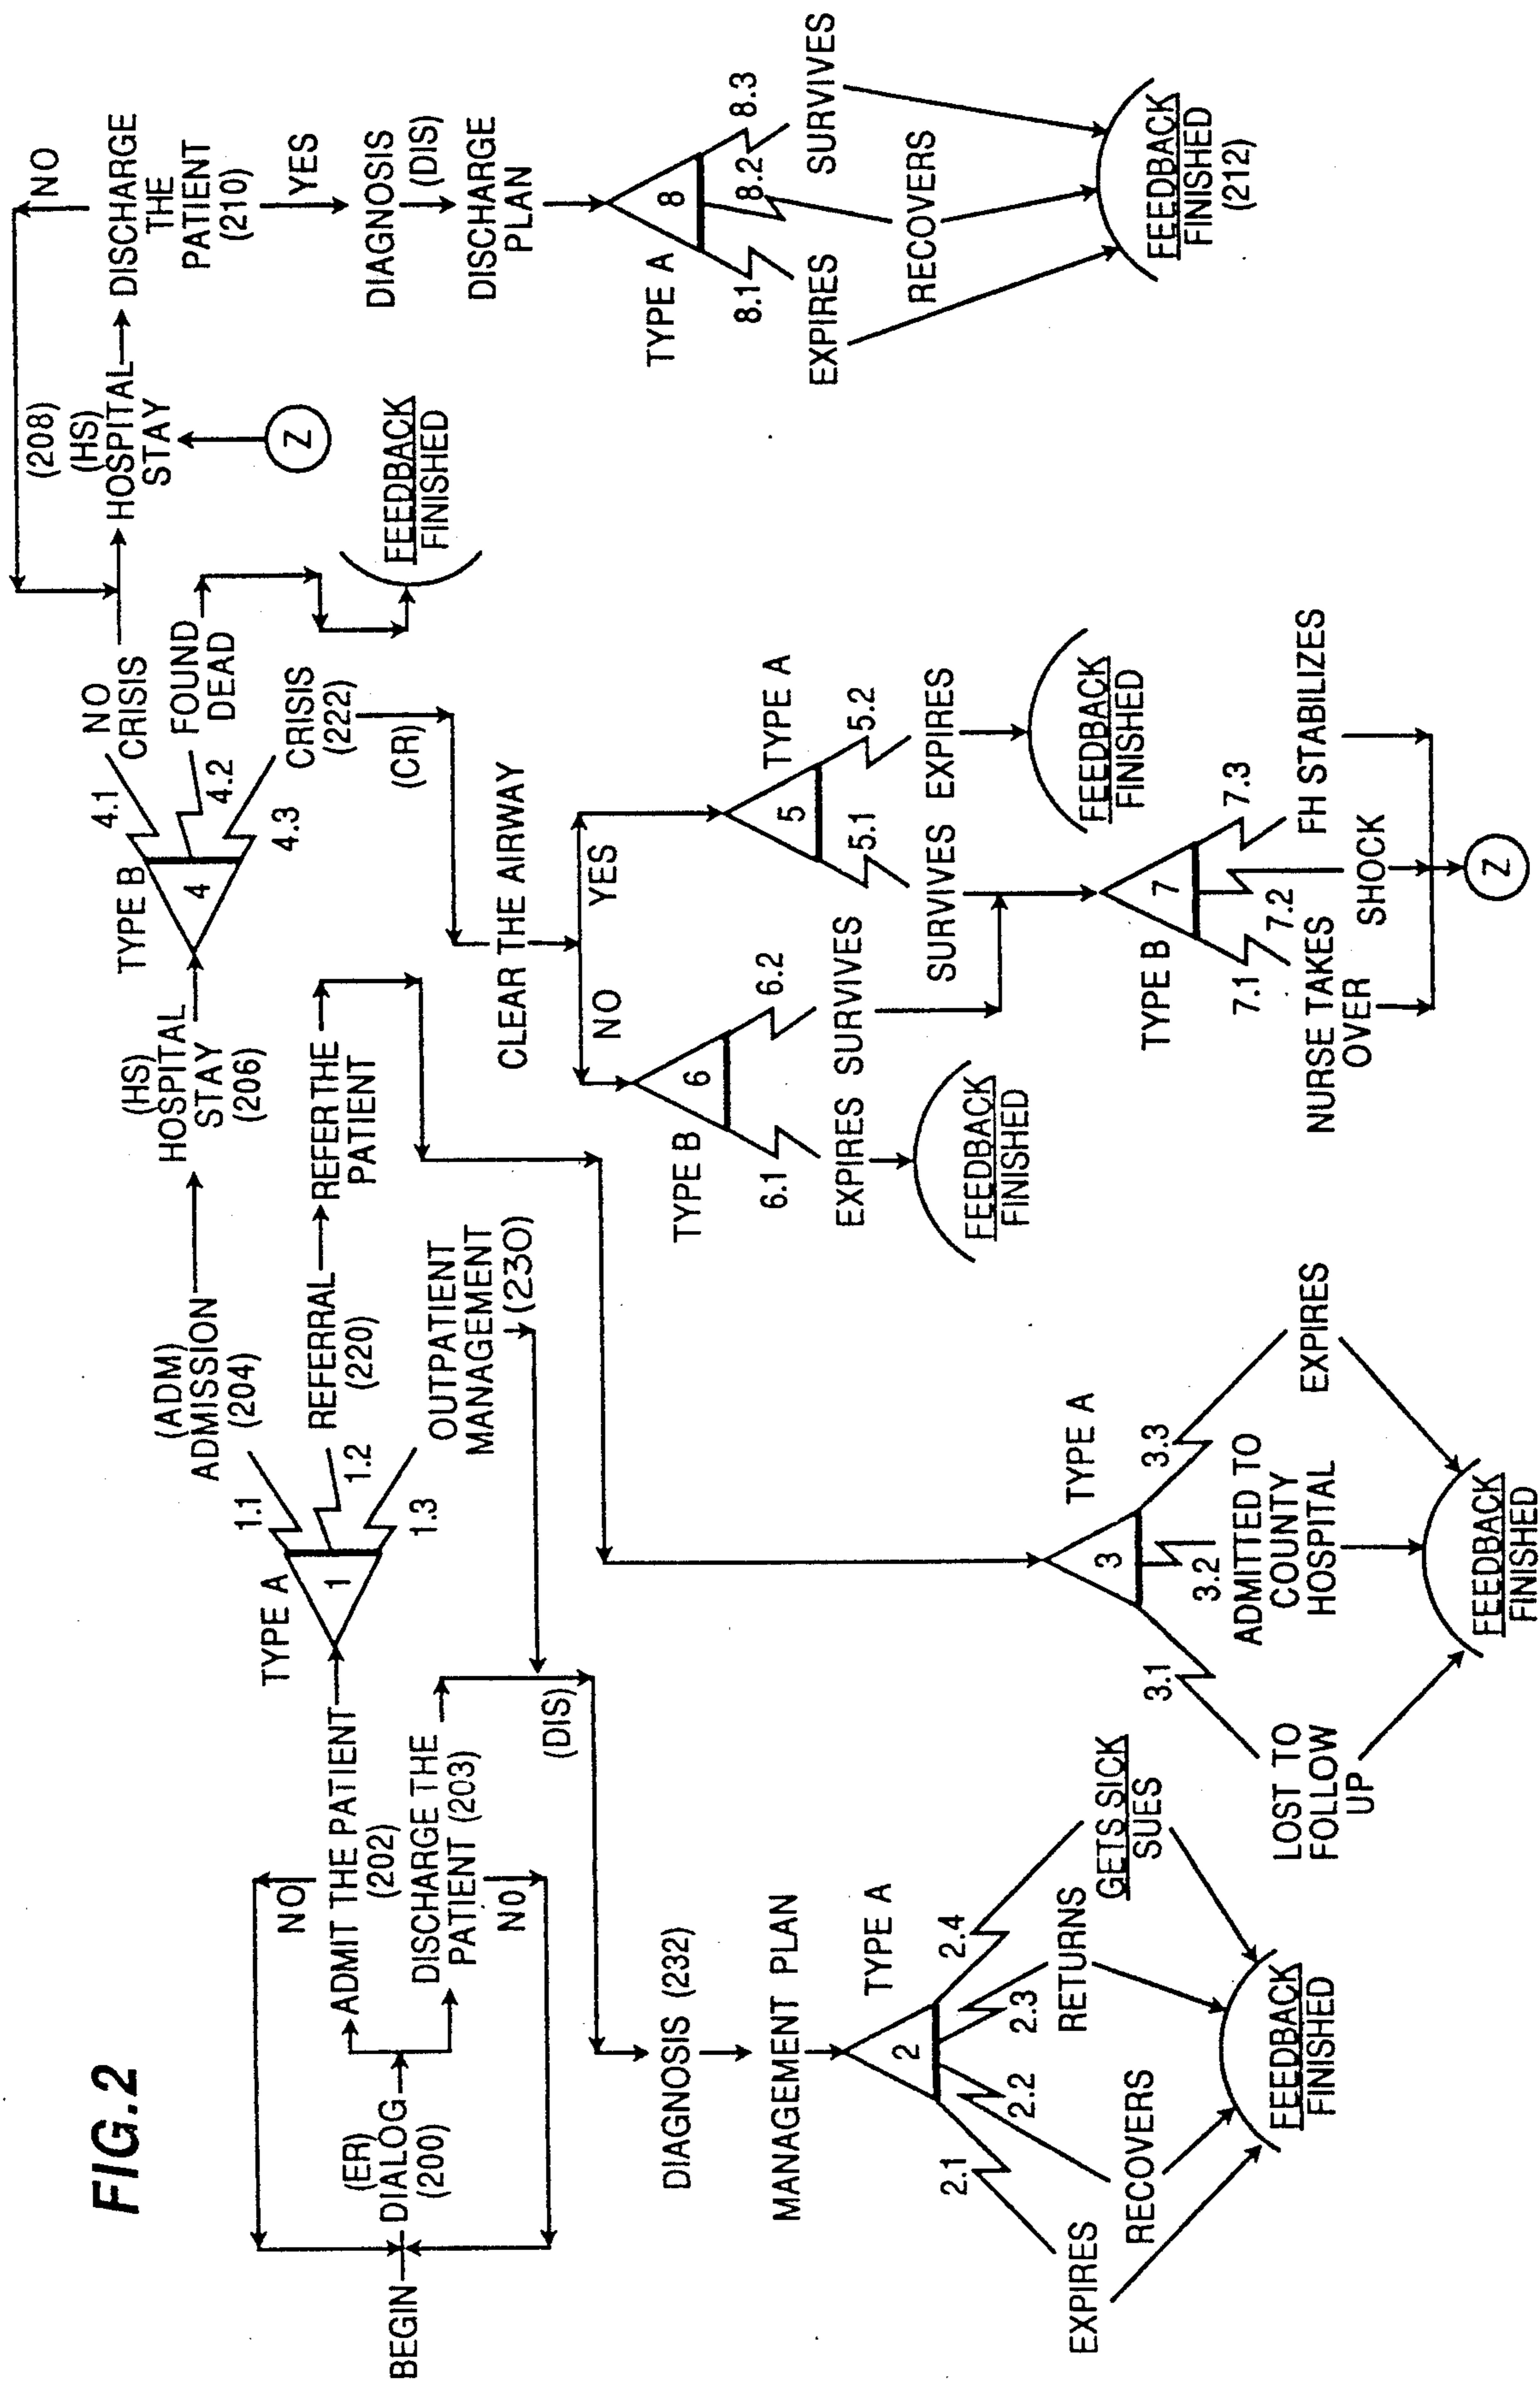 FIG.2
BEGIN
(ER)
DIALOG
(200)
NO
ADMIT THE PATIENT
(202)
DISCHARGE THE
PATIENT (203)
NO
TYPE A
1
1.1
1.2
1.3
(ADM)
ADMISSION
(204)
REFERRAL
(220)
REFER THE
PATIENT
OUTPATIENT
MANAGEMENT
(230)
(DIS)
(HS)
HOSPITAL
STAY
(206)
TYPE B
4
4.1
4.2
4.3
NO
CRISIS
FOUND
DEAD
CRISIS
(222)
(CR)
FEEDBACK
FINISHED
(208)
(HS)
HOSPITAL
STAY
Z
NO
DISCHARGE
THE
PATIENT
(210)
YES
DIAGNOSIS
(DIS)
DISCHARGE
PLAN
TYPE A
8
8.1
8.2
8.3
EXPIRES
RECOVERS
SURVIVES
FEEDBACK
FINISHED
(212)
CLEAR THE AIRWAY
NO
YES
TYPE B
6
6.1
6.2
EXPIRES
SURVIVES
FEEDBACK
FINISHED
TYPE A
5
5.1
5.2
SURVIVES
EXPIRES
FEEDBACK
FINISHED
TYPE B
7
7.1
7.2
7.3
NURSE TAKES
OVER
SHOCK
FH STABILIZES
Z
DIAGNOSIS (232)
MANAGEMENT PLAN
TYPE A
2
2.1
2.2
2.3
2.4
EXPIRES
RECOVERS
RETURNS
GETS SICK
SUES
FEEDBACK
FINISHED
TYPE A
3
3.1
3.2
3.3
LOST TO
FOLLOW
UP
ADMITTED TO
COUNTY
HOSPITAL
EXPIRES
FEEDBACK
FINISHED